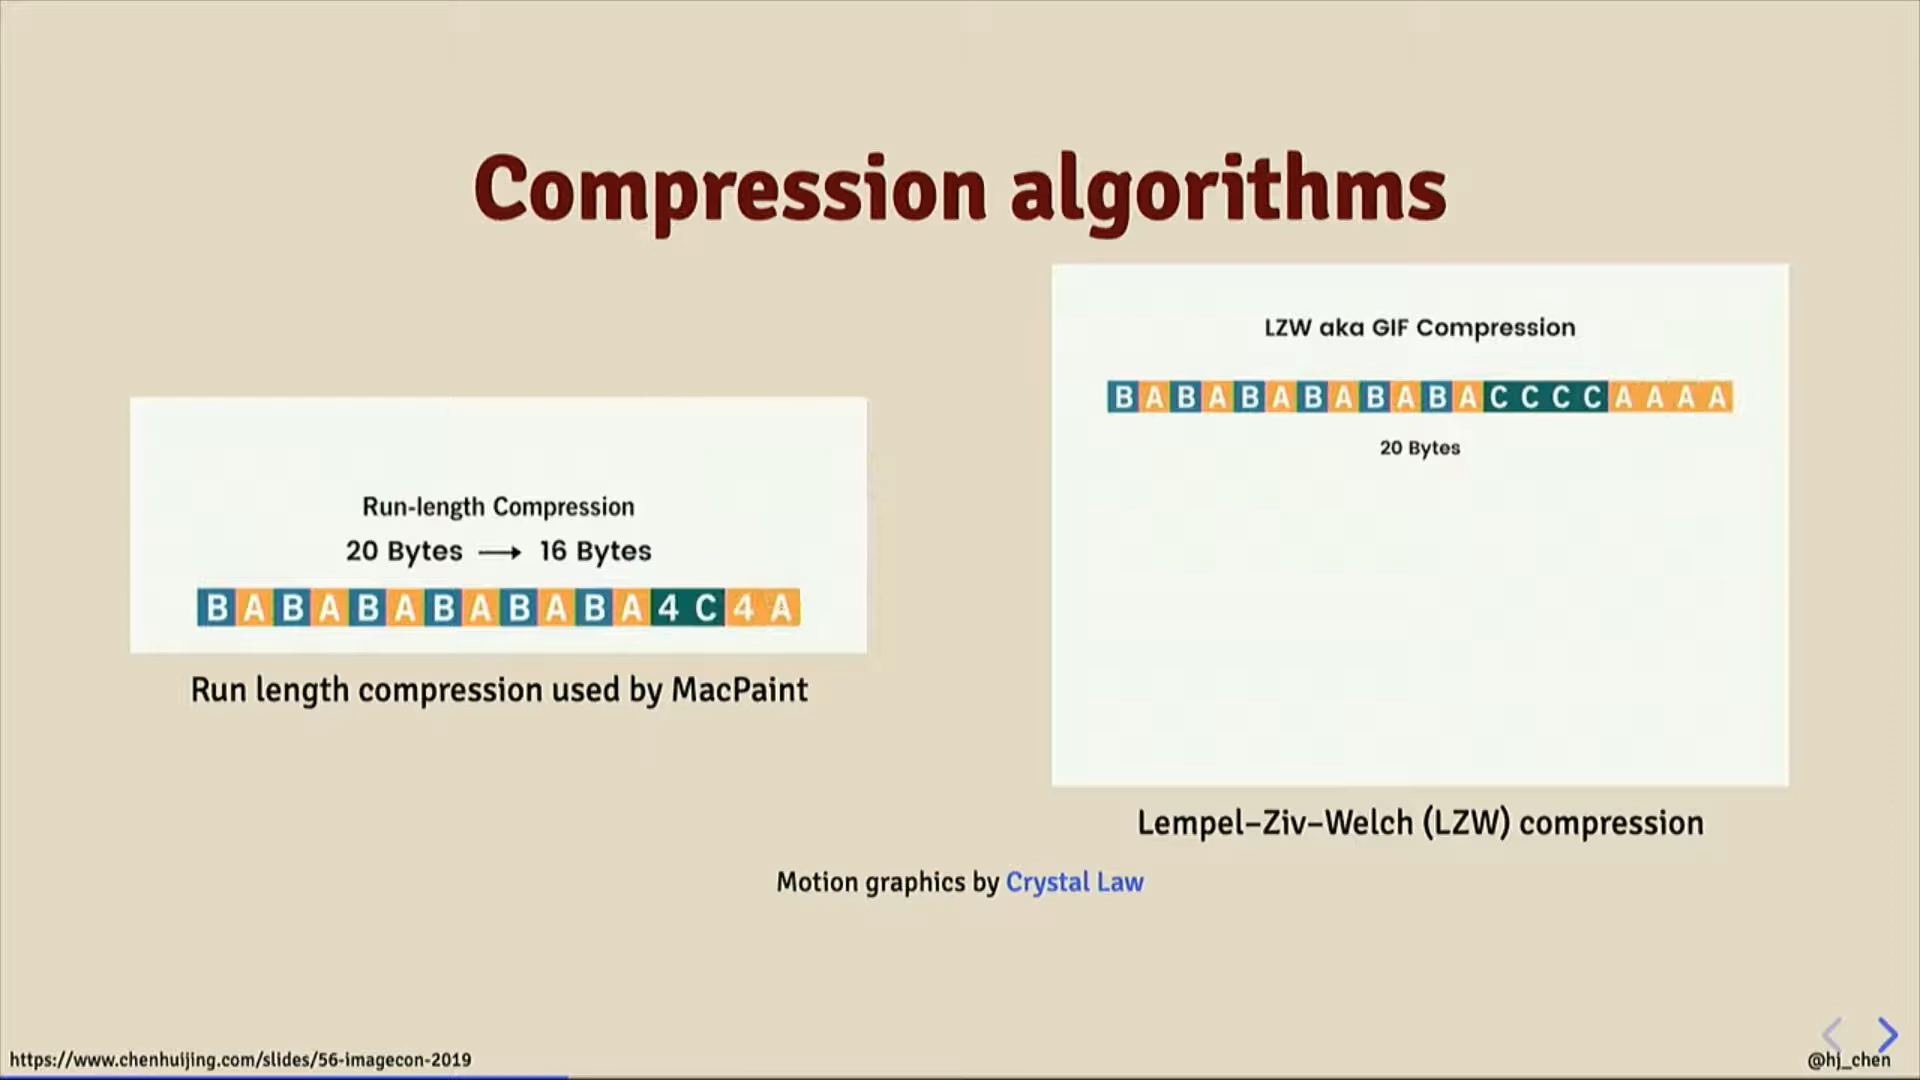 Compression algorithms
Run-length Compression
20 Bytes → 16 Bytes
B A B A B A B A B A B A 4 C 4 A
Run length compression used by MacPaint
LZW aka GIF Compression
B A B A B A B A B A B A C C C C A A A A
20 Bytes
Lempel–Ziv–Welch (LZW) compression
Motion graphics by Crystal Law
https://www.chenhuijing.com/slides/56-imagecon-2019
@hj_chen